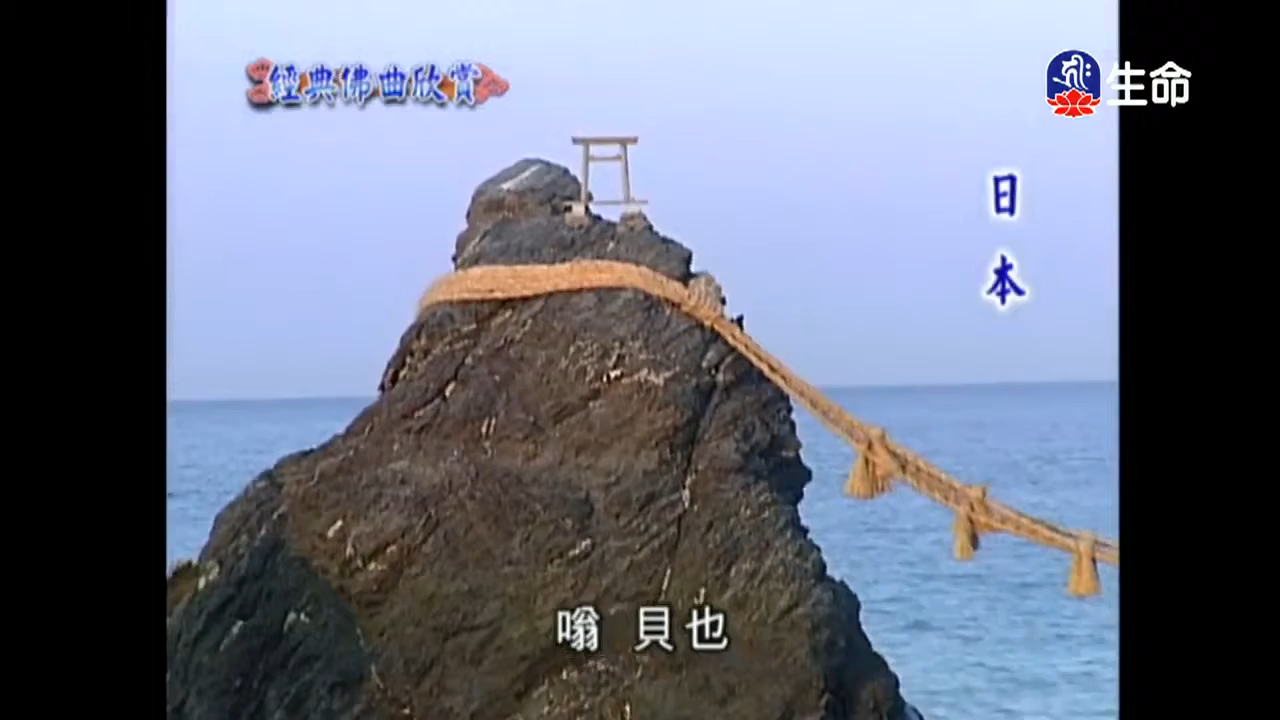 經典佛曲欣賞
生命
日本
嗡 貝也